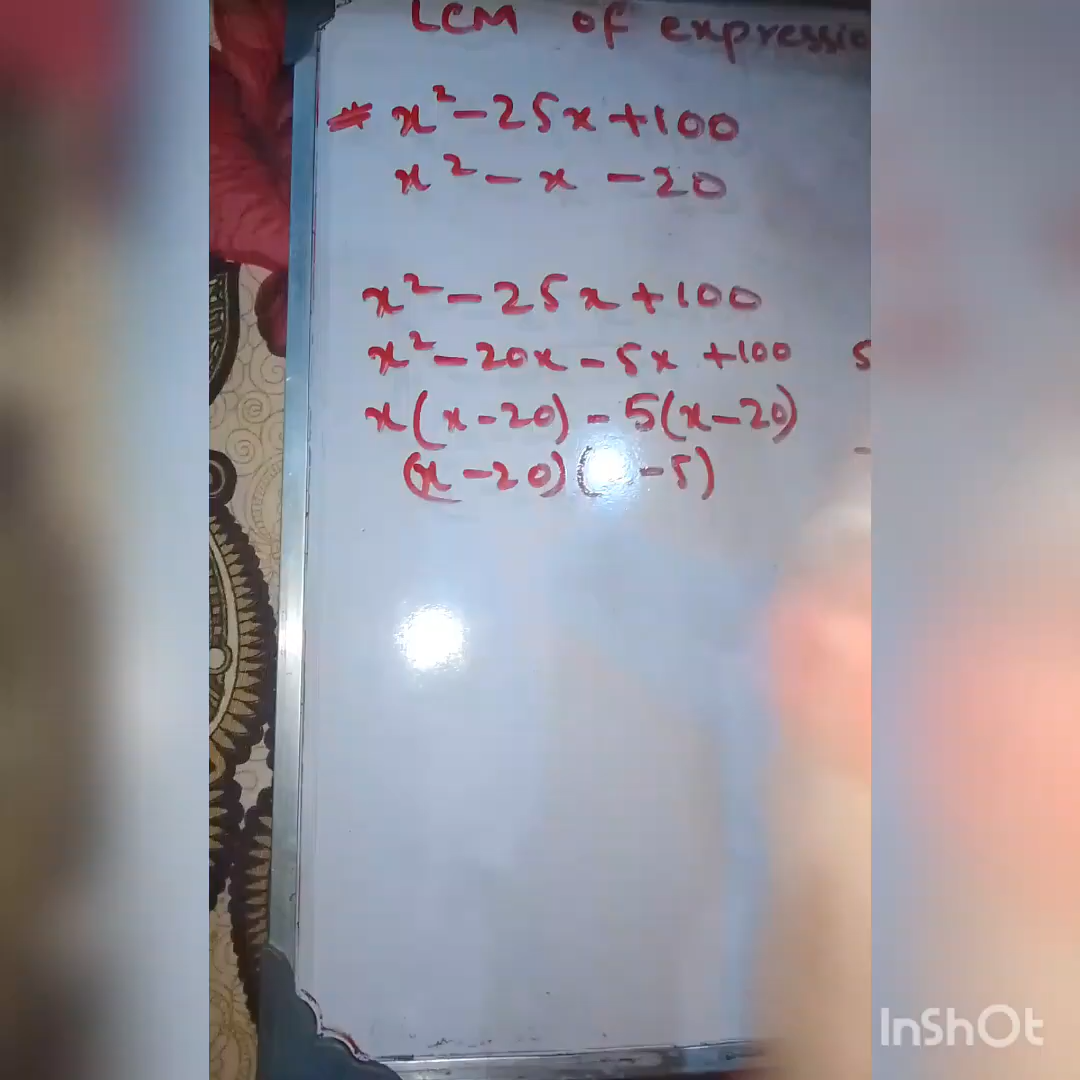 LCM of expressio
* x² - 25x + 100
x² - x - 20
x² - 25x + 100
x² - 20x - 5x + 100 5
x(x - 20) - 5(x - 20)
(x - 20)( - 5)
InShOt